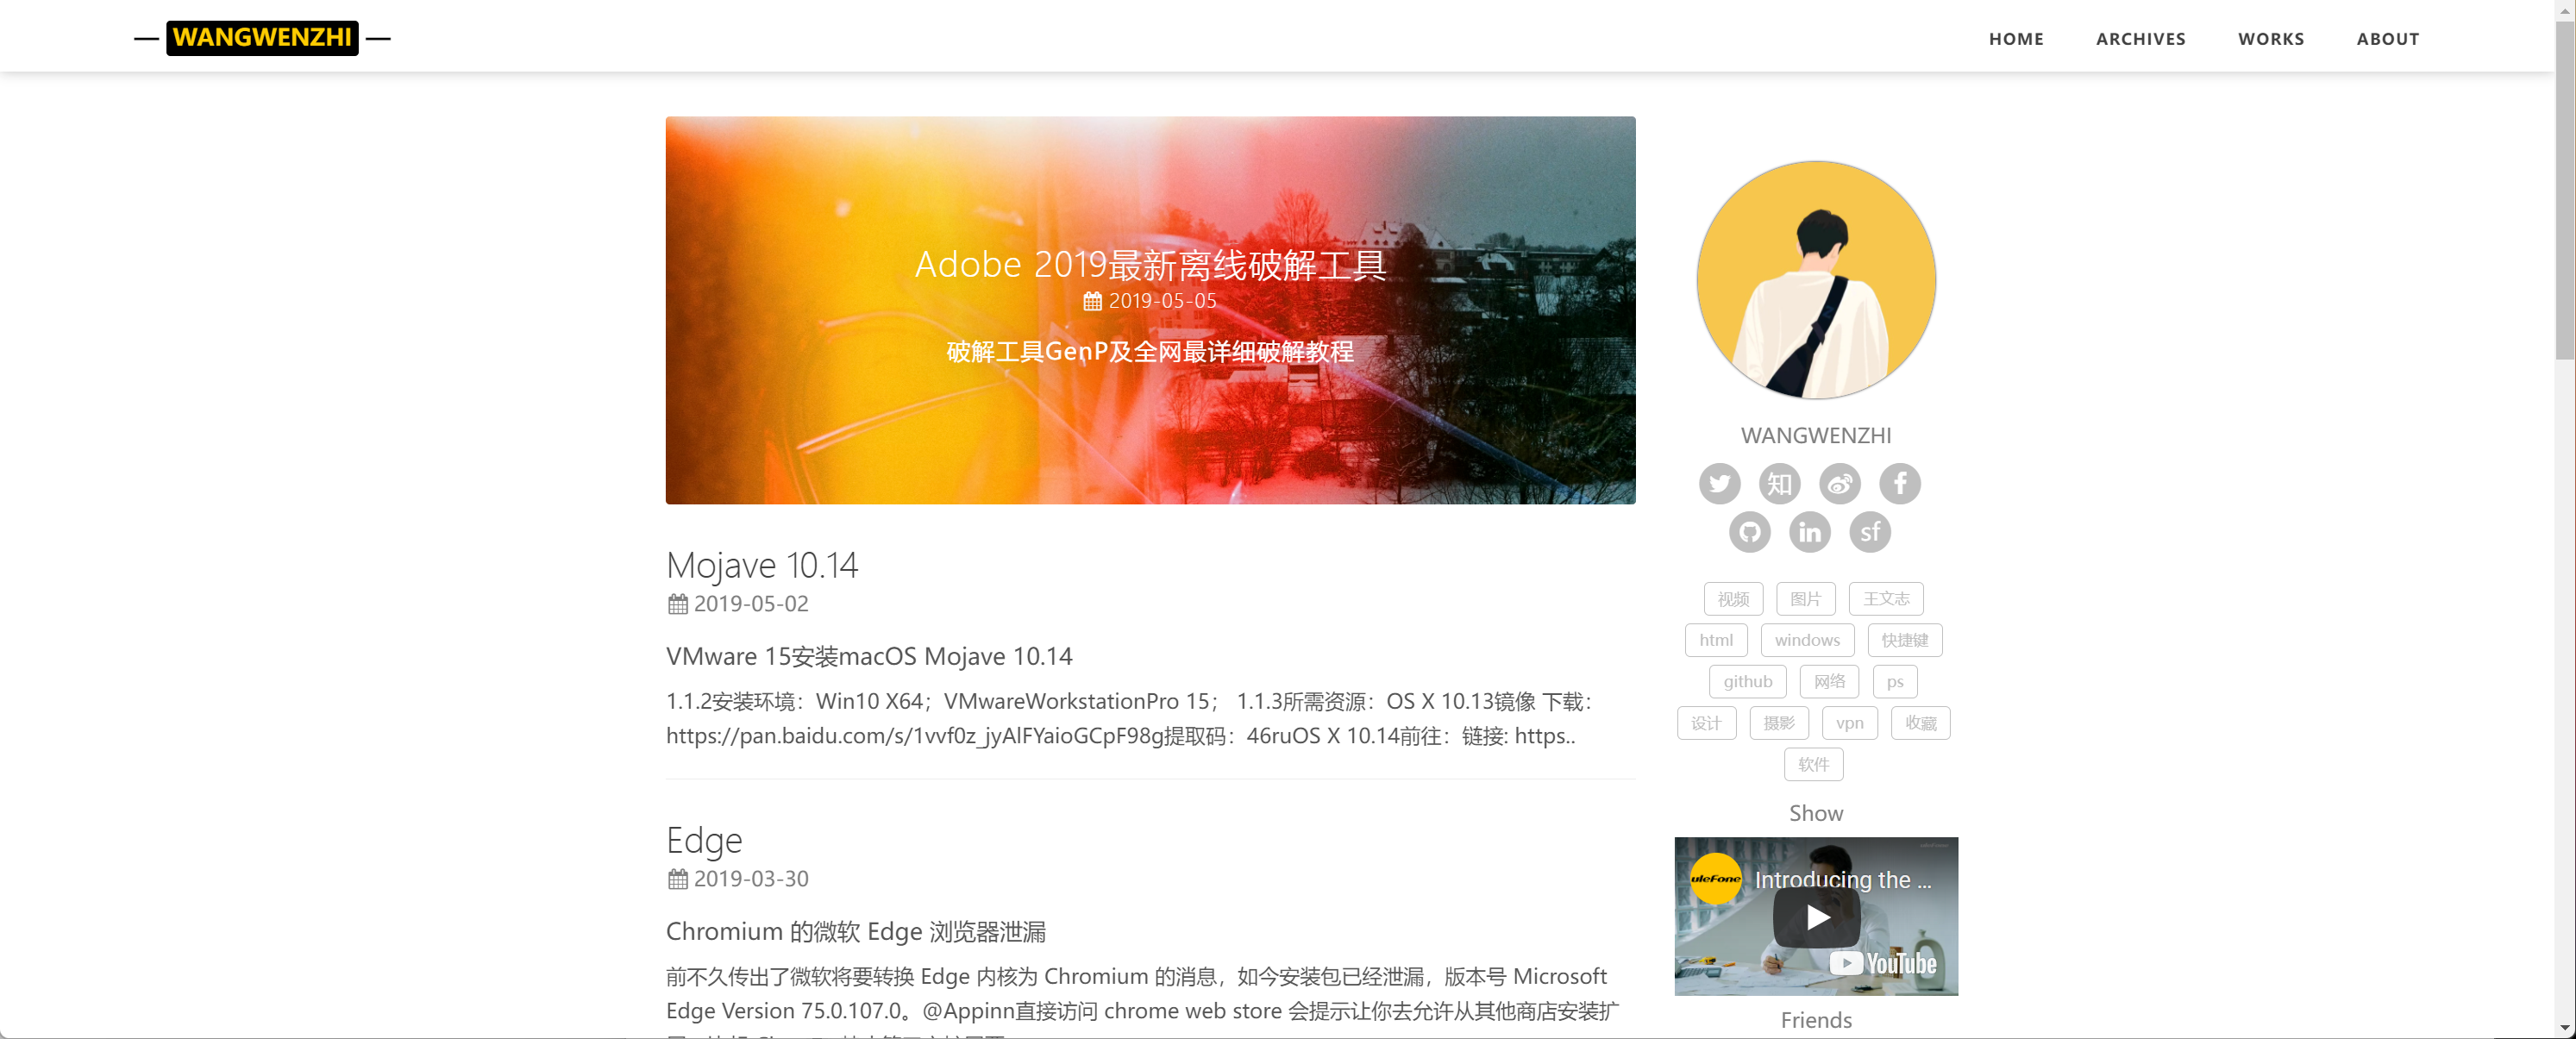 — WANGWENZHI —
HOME ARCHIVES WORKS ABOUT
Adobe 2019最新离线破解工具
2019-05-05
破解工具GenP及全网最详细破解教程
Mojave 10.14
2019-05-02
VMware 15安装macOS Mojave 10.14
1.1.2安装环境：Win10 X64；VMwareWorkstationPro 15； 1.1.3所需资源：OS X 10.13镜像 下载：
https://pan.baidu.com/s/1vvf0z_jyAlFYaioGCpF98g提取码：46ruOS X 10.14前往：链接: https..
Edge
2019-03-30
Chromium 的微软 Edge 浏览器泄漏
前不久传出了微软将要转换 Edge 内核为 Chromium 的消息，如今安装包已经泄漏，版本号 Microsoft
Edge Version 75.0.107.0。@Appinn直接访问 chrome web store 会提示让你去允许从其他商店安装扩
WANGWENZHI
知
in sf
视频 图片 王文志
html windows 快捷键
github 网络 ps
设计 摄影 vpn 收藏
软件
Show
uleFone Introducing the ...
YouTube
Friends